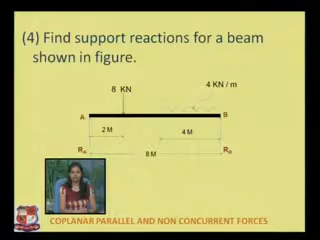 (4) Find support reactions for a beam
shown in figure.
8 KN
4 KN / m
A
B
2 M
4 M
RA
8 M
RB
COPLANAR PARALLEL AND NON CONCURRENT FORCES